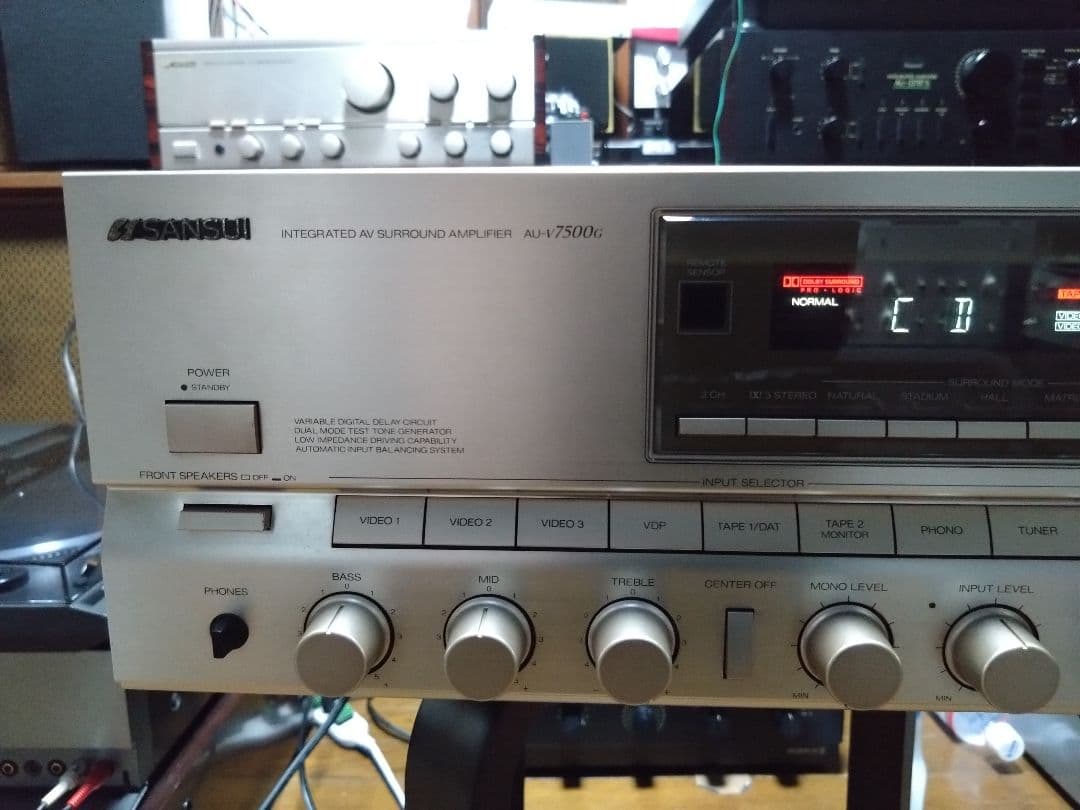 SANSUI
INTEGRATED AV SURROUND AMPLIFIER AU-V7500G
REMOTE
SENSOR
DOLBY SURROUND
PRO • LOGIC
NORMAL
CD
VIDEO
VIDEO
SURROUND MODE
2 CH
3 STEREO
NATURAL
STADIUM
HALL
POWER
STANDBY
VARIABLE DIGITAL DELAY CIRCUIT
DUAL MODE TEST TONE GENERATOR
LOW IMPEDANCE DRIVING CAPABILITY
AUTOMATIC INPUT BALANCING SYSTEM
FRONT SPEAKERS OFF ON
INPUT SELECTOR
VIDEO 1
VIDEO 2
VIDEO 3
VDP
TAPE 1/DAT
TAPE 2
MONITOR
PHONO
TUNER
PHONES
BASS
MID
TREBLE
CENTER OFF
MONO LEVEL
INPUT LEVEL
MIN
MIN